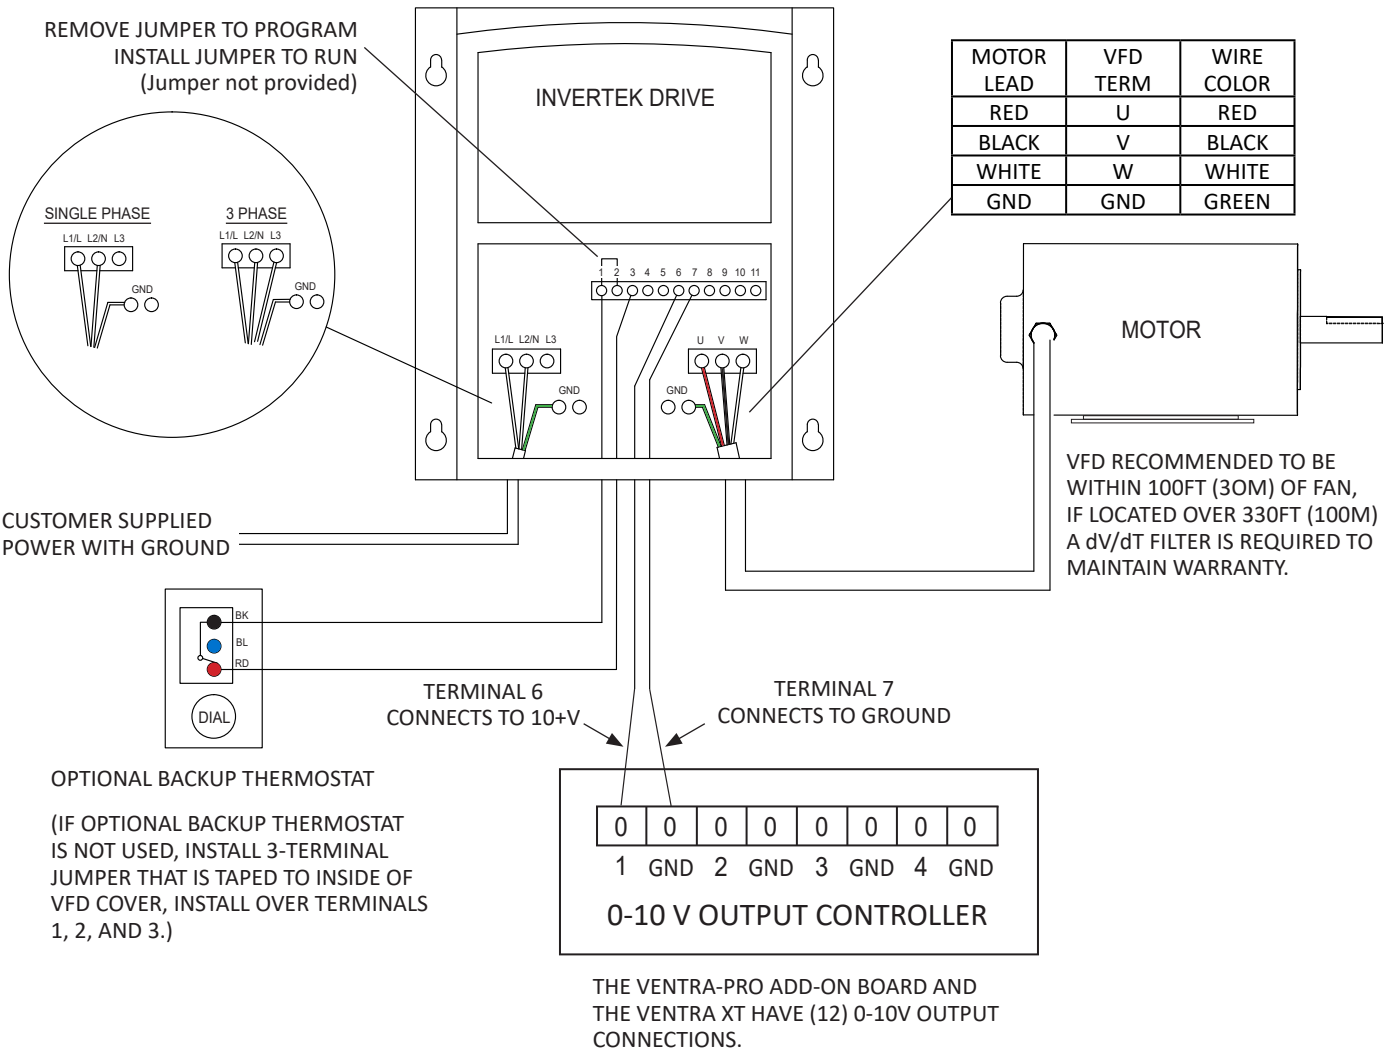 REMOVE JUMPER TO PROGRAM
INSTALL JUMPER TO RUN
(Jumper not provided)
INVERTEK DRIVE
MOTOR LEAD VFD TERM WIRE COLOR
RED U RED
BLACK V BLACK
WHITE W WHITE
GND GND GREEN
SINGLE PHASE
L1/L L2/N L3
GND
3 PHASE
L1/L L2/N L3
GND
1 2 3 4 5 6 7 8 9 10 11
L1/L L2/N L3
GND
U V W
GND
MOTOR
VFD RECOMMENDED TO BE
WITHIN 100FT (3OM) OF FAN,
IF LOCATED OVER 330FT (100M)
A dV/dT FILTER IS REQUIRED TO
MAINTAIN WARRANTY.
CUSTOMER SUPPLIED
POWER WITH GROUND
BK
BL
RD
DIAL
TERMINAL 6
CONNECTS TO 10+V
TERMINAL 7
CONNECTS TO GROUND
OPTIONAL BACKUP THERMOSTAT
(IF OPTIONAL BACKUP THERMOSTAT
IS NOT USED, INSTALL 3-TERMINAL
JUMPER THAT IS TAPED TO INSIDE OF
VFD COVER, INSTALL OVER TERMINALS
1, 2, AND 3.)
0 0 0 0 0 0 0 0
1 GND 2 GND 3 GND 4 GND
0-10 V OUTPUT CONTROLLER
THE VENTRA-PRO ADD-ON BOARD AND
THE VENTRA XT HAVE (12) 0-10V OUTPUT
CONNECTIONS.